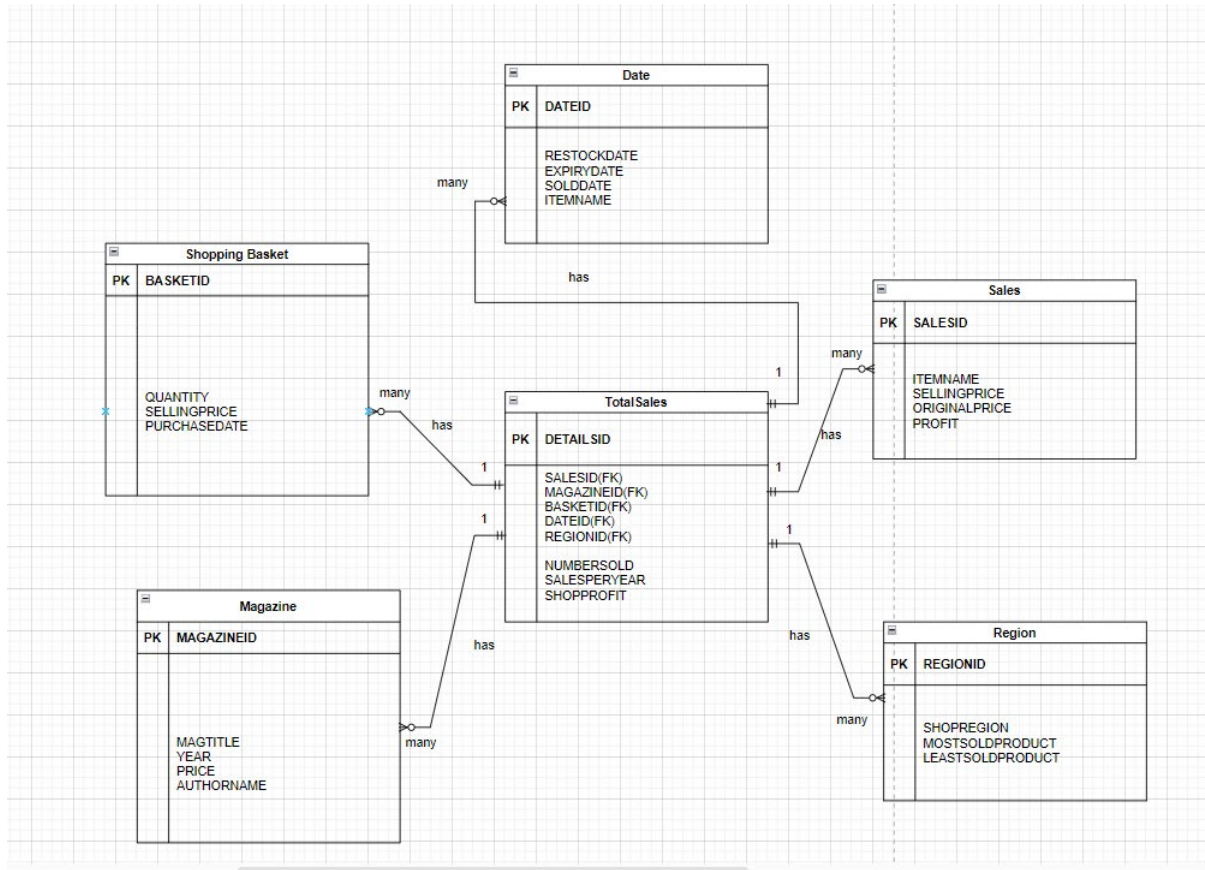 Date
PK DATEID
RESTOCKDATE
EXPIRYDATE
SOLDDATE
ITEMNAME
many
has
Shopping Basket
PK BASKETID
QUANTITY
SELLINGPRICE
PURCHASEDATE
many
has
1
Sales
PK SALESID
ITEMNAME
SELLINGPRICE
ORIGINALPRICE
PROFIT
many
has
1
1
TotalSales
PK DETAILSID
SALESID(FK)
MAGAZINEID(FK)
BASKETID(FK)
DATEID(FK)
REGIONID(FK)
NUMBERSOLD
SALESPERYEAR
SHOPPROFIT
1
has
many
Magazine
PK MAGAZINEID
MAGTITLE
YEAR
PRICE
AUTHORNAME
1
has
many
Region
PK REGIONID
SHOPREGION
MOSTSOLDPRODUCT
LEASTSOLDPRODUCT